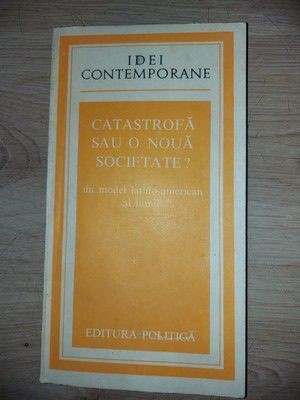 IDEI
CONTEMPORANE
CATASTROFĂ
SAU O NOUĂ
SOCIETATE?
un model latino-american
al lumii
EDITURA POLITICĂ